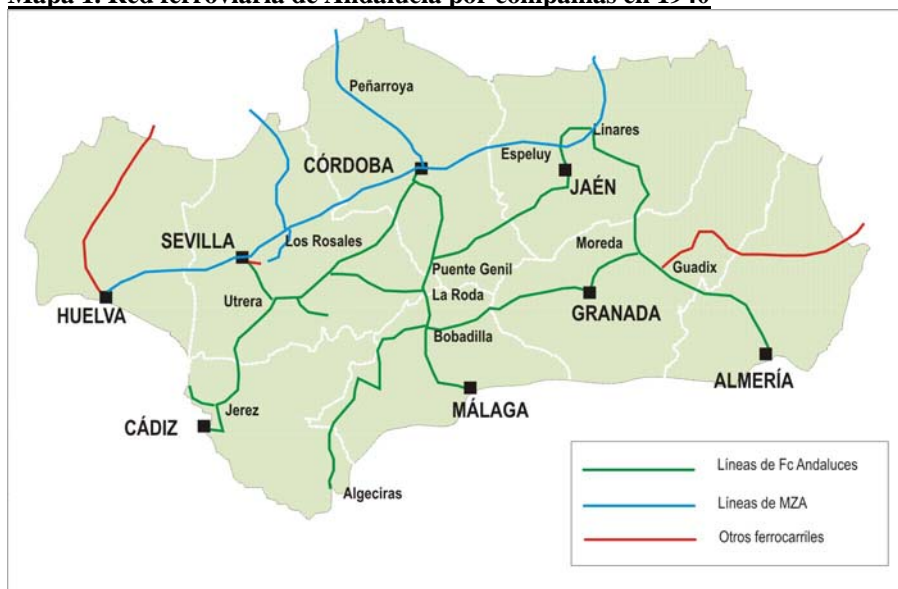 Mapa 1. Red ferroviaria de Andalucía por compañías en 1940
Peñarroya
Linares
CÓRDOBA
Espeluy
JAÉN
SEVILLA
Los Rosales
Moreda
Puente Genil
Guadix
La Roda
Utrera
HUELVA
GRANADA
Bobadilla
ALMERÍA
MÁLAGA
Jerez
CÁDIZ
Algeciras
Líneas de Fc Andaluces
Líneas de MZA
Otros ferrocarriles